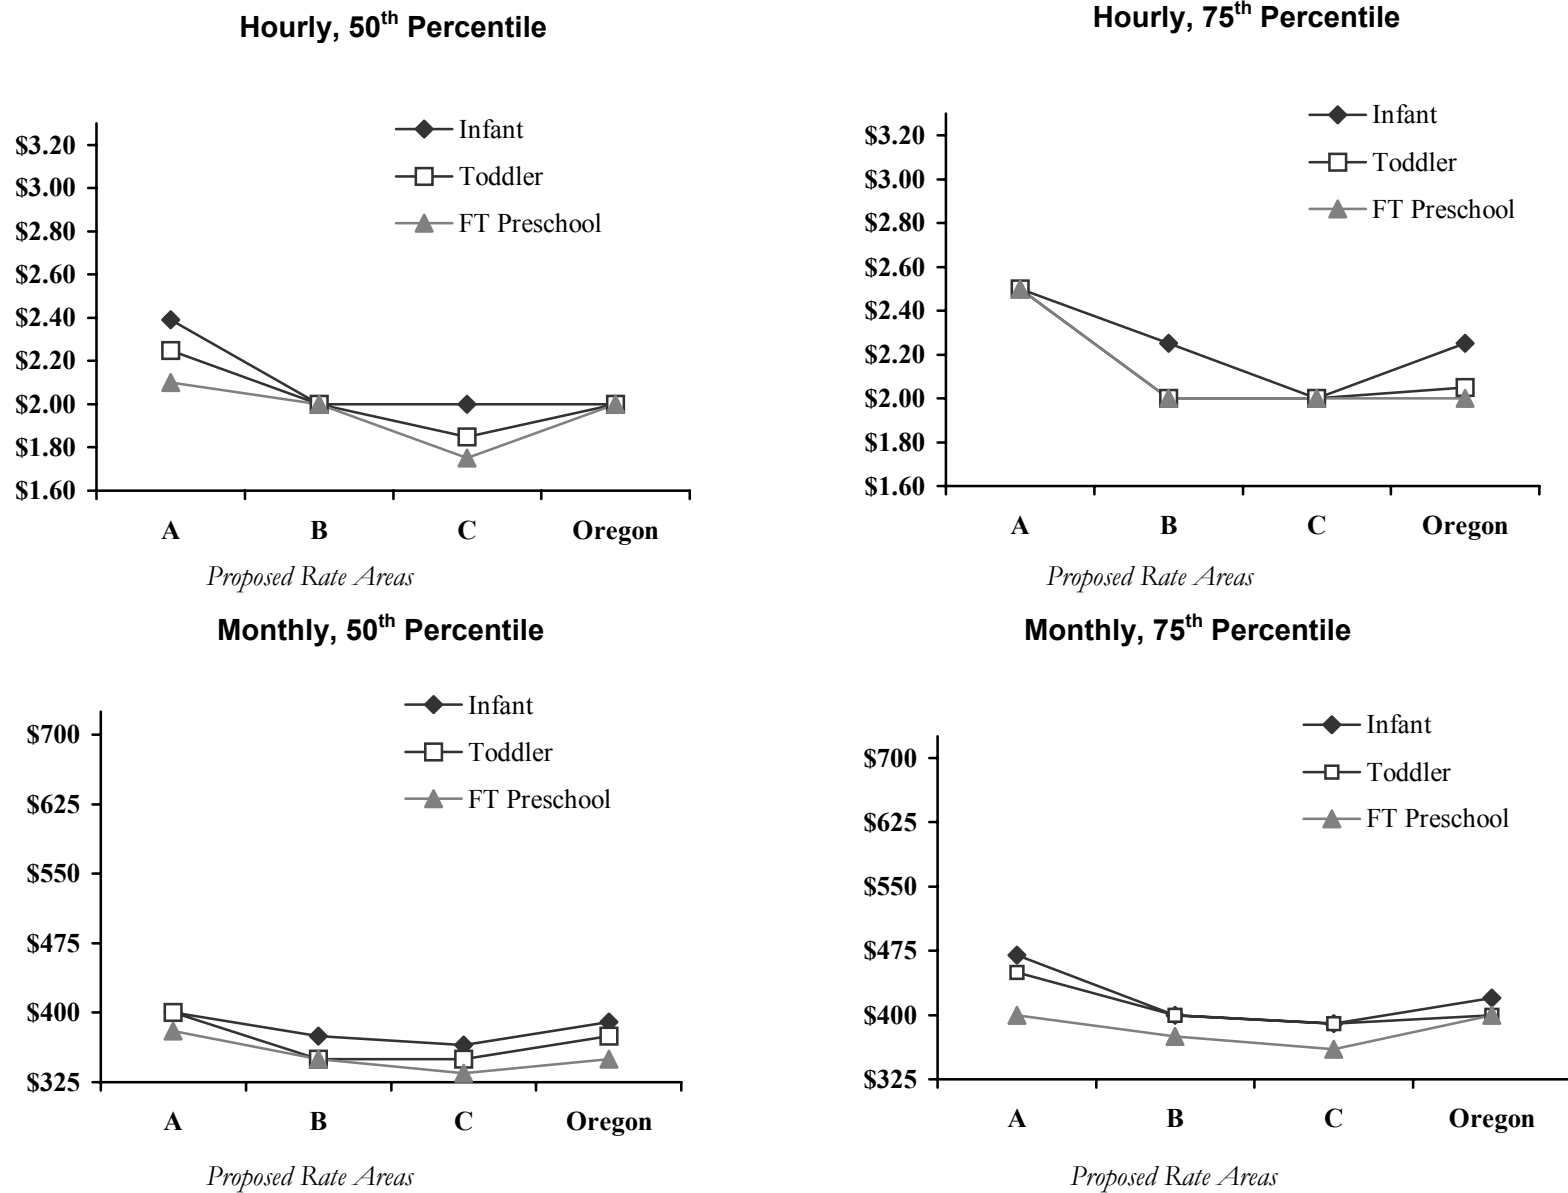 Hourly, 50th Percentile
$3.20
$3.00
$2.80
$2.60
$2.40
$2.20
$2.00
$1.80
$1.60
Infant
Toddler
FT Preschool
A B C Oregon
Proposed Rate Areas
Hourly, 75th Percentile
$3.20
$3.00
$2.80
$2.60
$2.40
$2.20
$2.00
$1.80
$1.60
Infant
Toddler
FT Preschool
A B C Oregon
Proposed Rate Areas
Monthly, 50th Percentile
$700
$625
$550
$475
$400
$325
Infant
Toddler
FT Preschool
A B C Oregon
Proposed Rate Areas
Monthly, 75th Percentile
$700
$625
$550
$475
$400
$325
Infant
Toddler
FT Preschool
A B C Oregon
Proposed Rate Areas